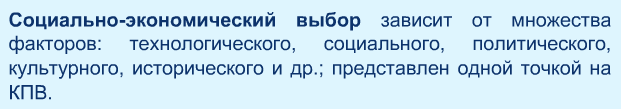 Социально-экономический выбор зависит от множества
факторов: технологического, социального, политического,
культурного, исторического и др.; представлен одной точкой на
КПВ.